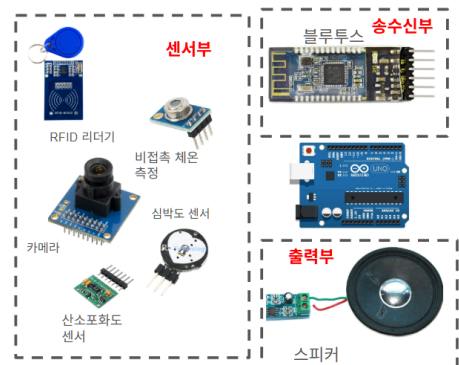 센서부
RFID 리더기
비접촉 체온
측정
심박도 센서
카메라
산소포화도
센서
송수신부
블루투스
UNO
ARDUINO
출력부
스피커